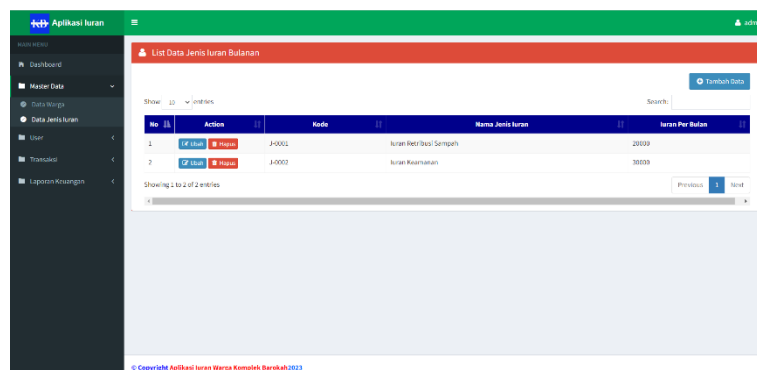 Aplikasi Iuran
adm
MAIN MENU
Dashboard
Master Data
Data Warga
Data Jenis Iuran
User
Transaksi
Laporan Keuangan
List Data Jenis Iuran Bulanan
Tambah Data
Show 10 entries
Search:
No Action Kode Nama Jenis Iuran Iuran Per Bulan
1 Ubah Hapus J-0001 Iuran Retribusi Sampah 20000
2 Ubah Hapus J-0002 Iuran Keamanan 30000
Showing 1 to 2 of 2 entries
Previous 1 Next
© Copyright Aplikasi Iuran Warga Komplek Barokah2023